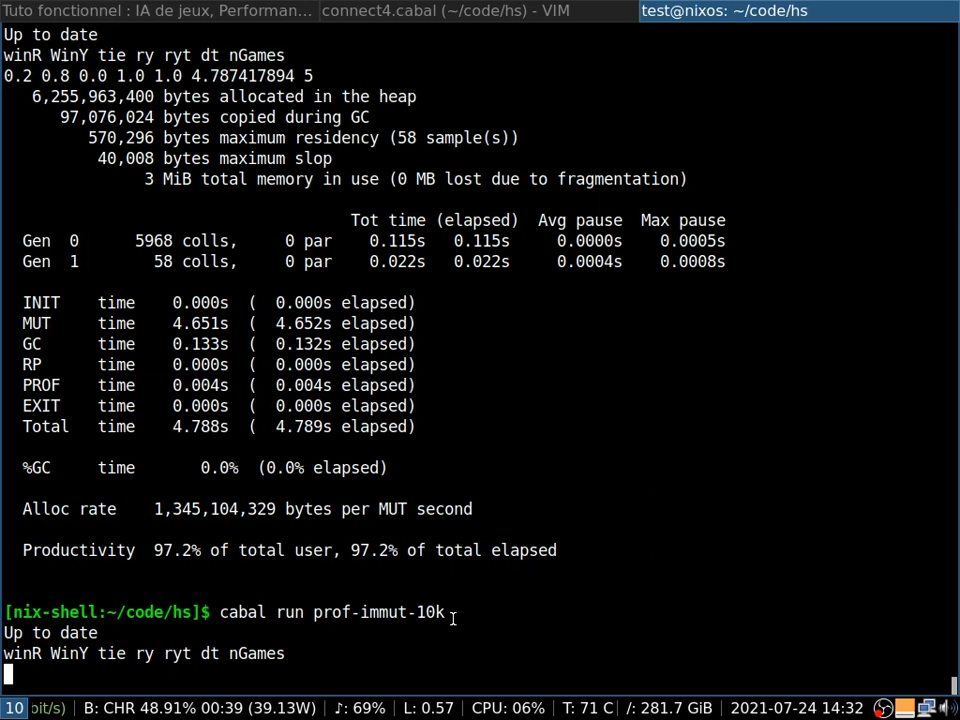 Tuto fonctionnel : IA de jeux, Performan... connect4.cabal (~/code/hs) - VIM test@nixos: ~/code/hs
Up to date
winR WinY tie ry ryt dt nGames
0.2 0.8 0.0 1.0 1.0 4.787417894 5
6,255,963,400 bytes allocated in the heap
97,076,024 bytes copied during GC
570,296 bytes maximum residency (58 sample(s))
40,008 bytes maximum slop
3 MiB total memory in use (0 MB lost due to fragmentation)
Tot time (elapsed) Avg pause Max pause
Gen 0 5968 colls, 0 par 0.115s 0.115s 0.0000s 0.0005s
Gen 1 58 colls, 0 par 0.022s 0.022s 0.0004s 0.0008s
INIT time 0.000s ( 0.000s elapsed)
MUT time 4.651s ( 4.652s elapsed)
GC time 0.133s ( 0.132s elapsed)
RP time 0.000s ( 0.000s elapsed)
PROF time 0.004s ( 0.004s elapsed)
EXIT time 0.000s ( 0.000s elapsed)
Total time 4.788s ( 4.789s elapsed)
%GC time 0.0% (0.0% elapsed)
Alloc rate 1,345,104,329 bytes per MUT second
Productivity 97.2% of total user, 97.2% of total elapsed
[nix-shell:~/code/hs]$ cabal run prof-immut-10k
Up to date
winR WinY tie ry ryt dt nGames
10 bit/s) B: CHR 48.91% 00:39 (39.13W) ♪: 69% L: 0.57 CPU: 06% T: 71 C /: 281.7 GiB 2021-07-24 14:32